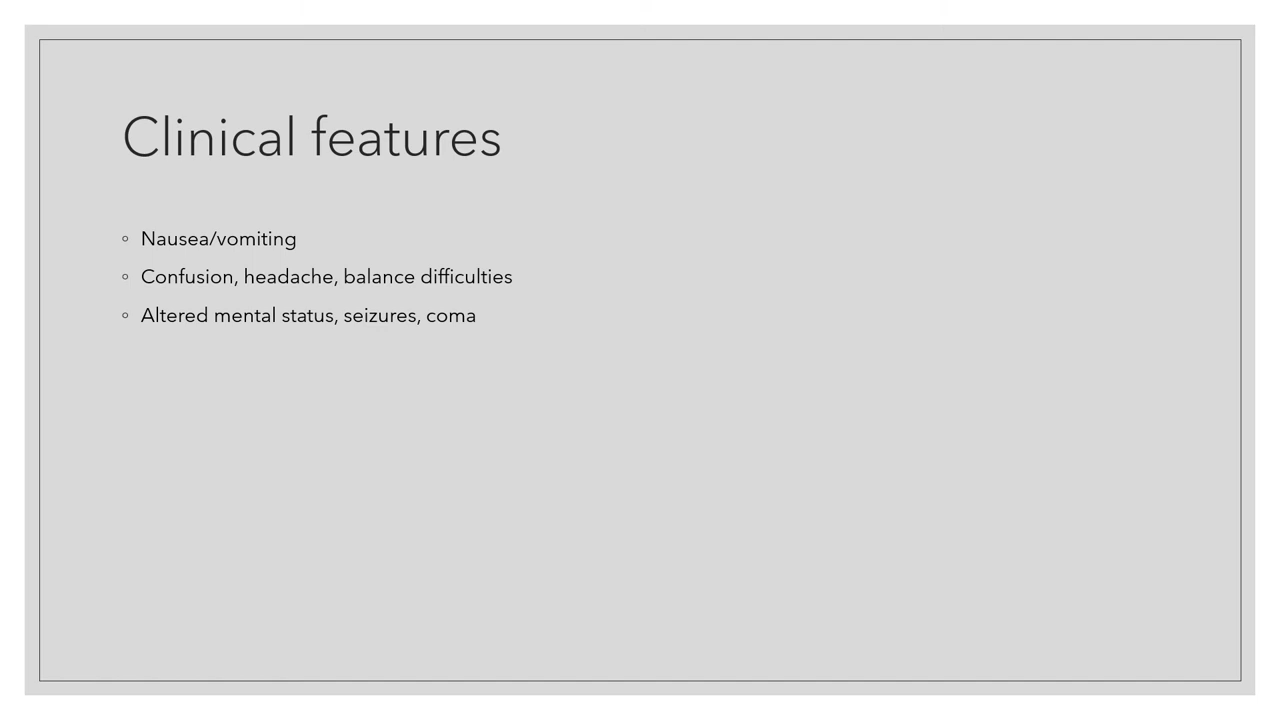 Clinical features
◦ Nausea/vomiting
◦ Confusion, headache, balance difficulties
◦ Altered mental status, seizures, coma